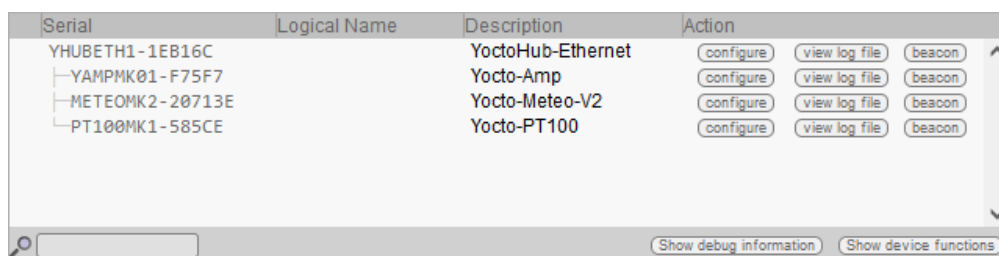 Serial Logical Name Description Action
YHUBETH1-1EB16C YoctoHub-Ethernet configure view log file beacon
YAMPMK01-F75F7 Yocto-Amp configure view log file beacon
METEOMK2-20713E Yocto-Meteo-V2 configure view log file beacon
PT100MK1-585CE Yocto-PT100 configure view log file beacon
Show debug information Show device functions